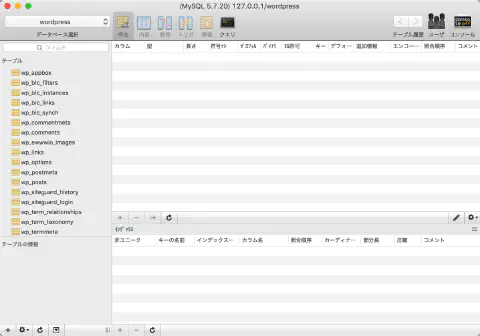 (MySQL 5.7.20) 127.0.0.1/wordpress
wordpress
データベース選択
構造
内容
関係
トリガ
情報
クエリ
テーブル履歴
ユーザ
コンソール
フィルタ
カラム 型 長さ 符号ナシ ゼロフィル バイナリ ヌル許可 キー デフォ… 追加情報 エンコー… 照合順序 コメント
テーブル
wp_appbox
wp_blc_filters
wp_blc_instances
wp_blc_links
wp_blc_synch
wp_commentmeta
wp_comments
wp_ewwwio_images
wp_links
wp_options
wp_postmeta
wp_posts
wp_siteguard_history
wp_siteguard_login
wp_term_relationships
wp_term_taxonomy
wp_termmeta
インデックス
非ユニーク キーの名前 インデックス… カラム名 照合順序 カーディナ… 部分長 圧縮 コメント
テーブルの情報